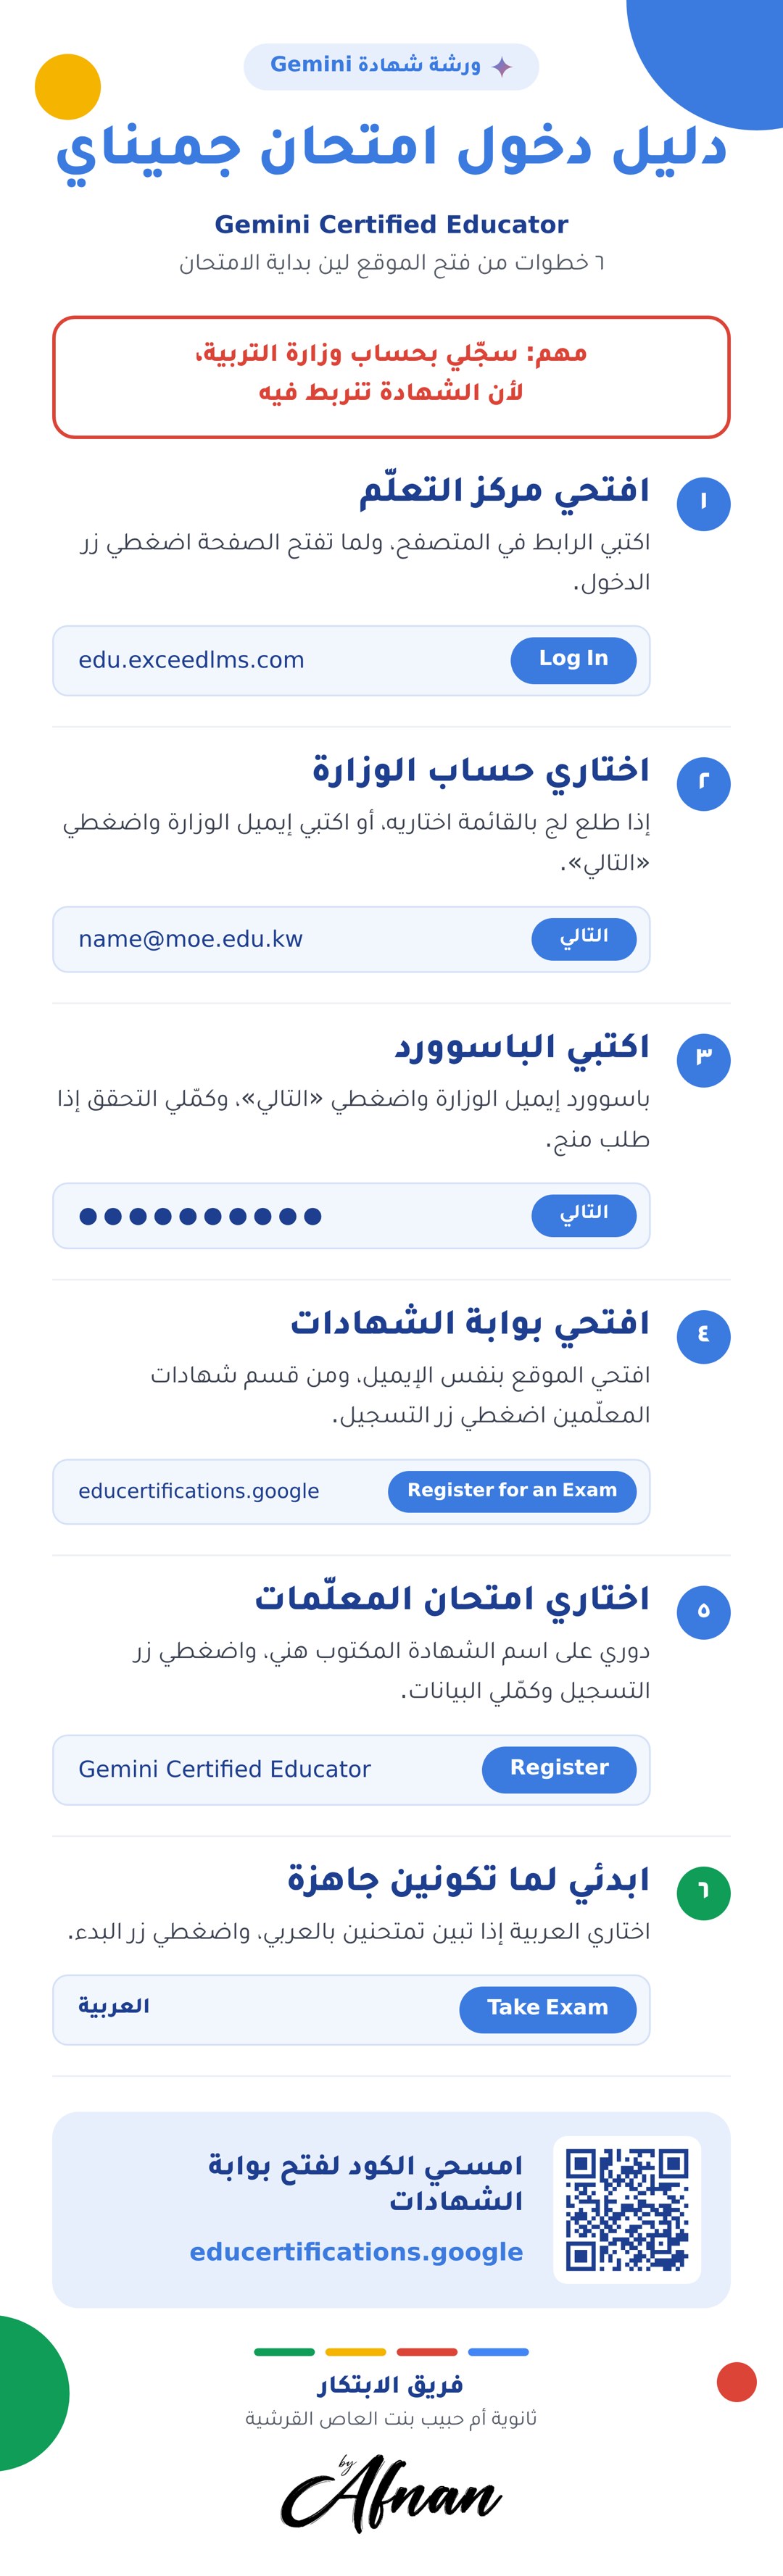 ورشة شهادة Gemini
دليل دخول امتحان جميناي
Gemini Certified Educator
٦ خطوات من فتح الموقع لين بداية الامتحان
مهم: سجّلي بحساب وزارة التربية،
لأن الشهادة تنربط فيه
١
افتحي مركز التعلّم
اكتبي الرابط في المتصفح، ولما تفتح الصفحة اضغطي زر
الدخول.
Log In
edu.exceedlms.com
٢
اختاري حساب الوزارة
إذا طلع لج بالقائمة اختاريه، أو اكتبي إيميل الوزارة واضغطي
«التالي».
التالي
name@moe.edu.kw
٣
اكتبي الباسوورد
باسوورد إيميل الوزارة واضغطي «التالي»، وكمّلي التحقق إذا
طلب منج.
التالي
●●●●●●●●●●
٤
افتحي بوابة الشهادات
افتحي الموقع بنفس الإيميل، ومن قسم شهادات
المعلّمين اضغطي زر التسجيل.
Register for an Exam
educertifications.google
٥
اختاري امتحان المعلّمات
دوري على اسم الشهادة المكتوب هني، واضغطي زر
التسجيل وكمّلي البيانات.
Register
Gemini Certified Educator
٦
ابدئي لما تكونين جاهزة
اختاري العربية إذا تبين تمتحنين بالعربي، واضغطي زر البدء.
Take Exam
العربية
امسحي الكود لفتح بوابة
الشهادات
educertifications.google
فريق الابتكار
ثانوية أم حبيب بنت العاص القرشية
by
Afnan